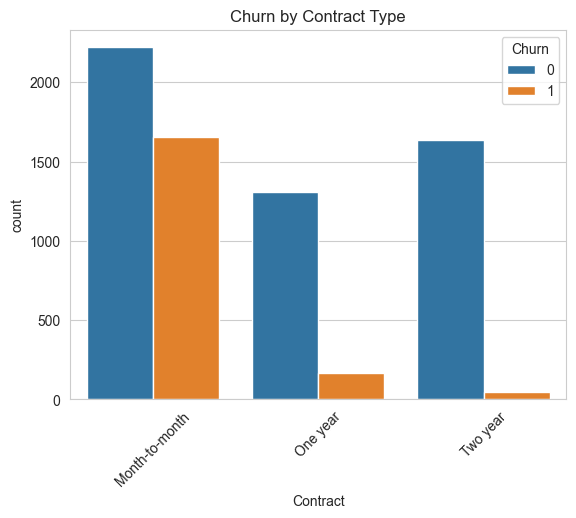 Churn by Contract Type
Churn
0
1
2000
1500
1000
500
0
count
Month-to-month
One year
Two year
Contract